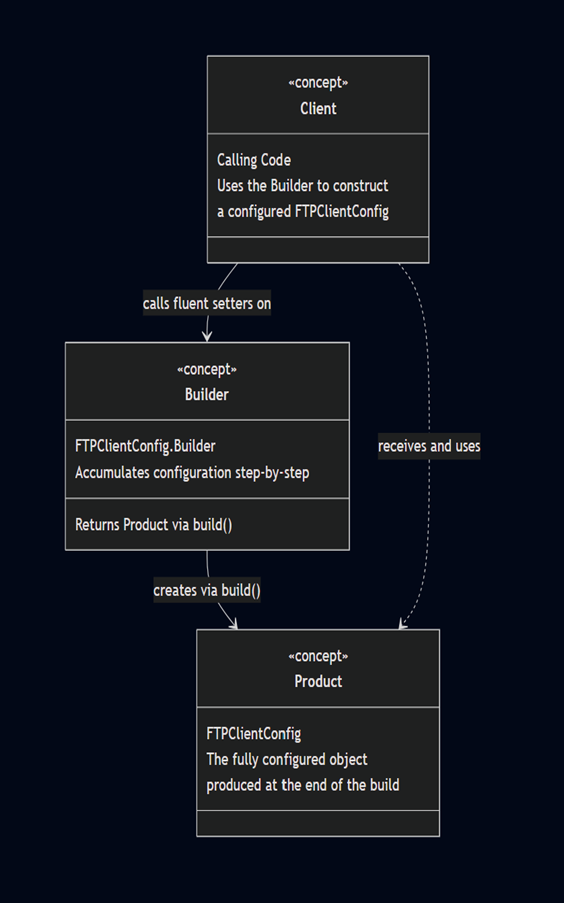 «concept»
Client
Calling Code
Uses the Builder to construct
a configured FTPClientConfig
calls fluent setters on
«concept»
Builder
FTPClientConfig.Builder
Accumulates configuration step-by-step
Returns Product via build()
receives and uses
creates via build()
«concept»
Product
FTPClientConfig
The fully configured object
produced at the end of the build